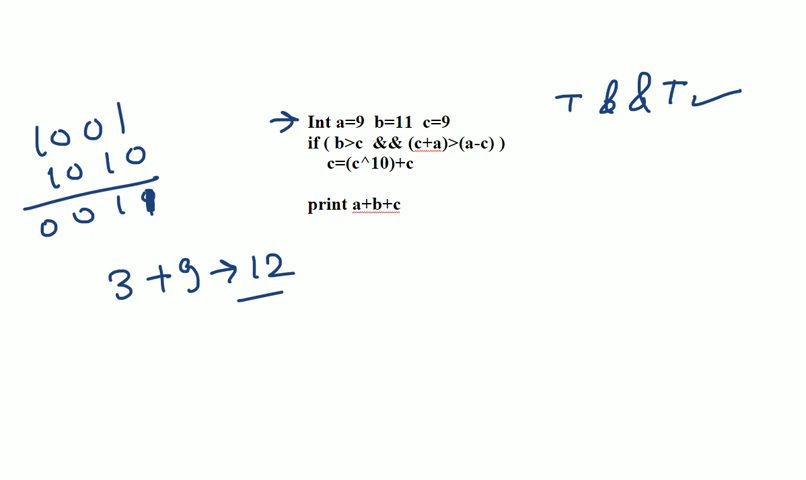 T && T ✓
→ Int a=9 b=11 c=9
if ( b>c && (c+a)>(a-c) )
c=(c^10)+c
print a+b+c
1001
1010
0011
3 + 9 → 12